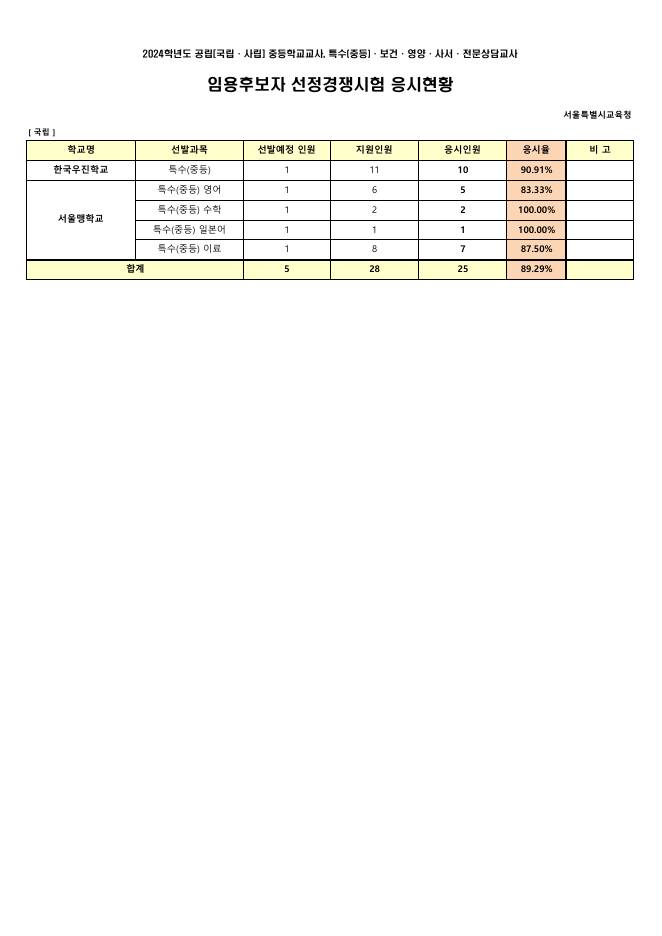 2024학년도 공립[국립 · 사립] 중등학교교사, 특수(중등) · 보건 · 영양 · 사서 · 전문상담교사
임용후보자 선정경쟁시험 응시현황
서울특별시교육청
[ 국립 ]
학교명 선발과목 선발예정 인원 지원인원 응시인원 응시율 비 고
한국우진학교 특수(중등) 1 11 10 90.91%
서울맹학교 특수(중등) 영어 1 6 5 83.33%
특수(중등) 수학 1 2 2 100.00%
특수(중등) 일본어 1 1 1 100.00%
특수(중등) 이료 1 8 7 87.50%
합계 5 28 25 89.29%